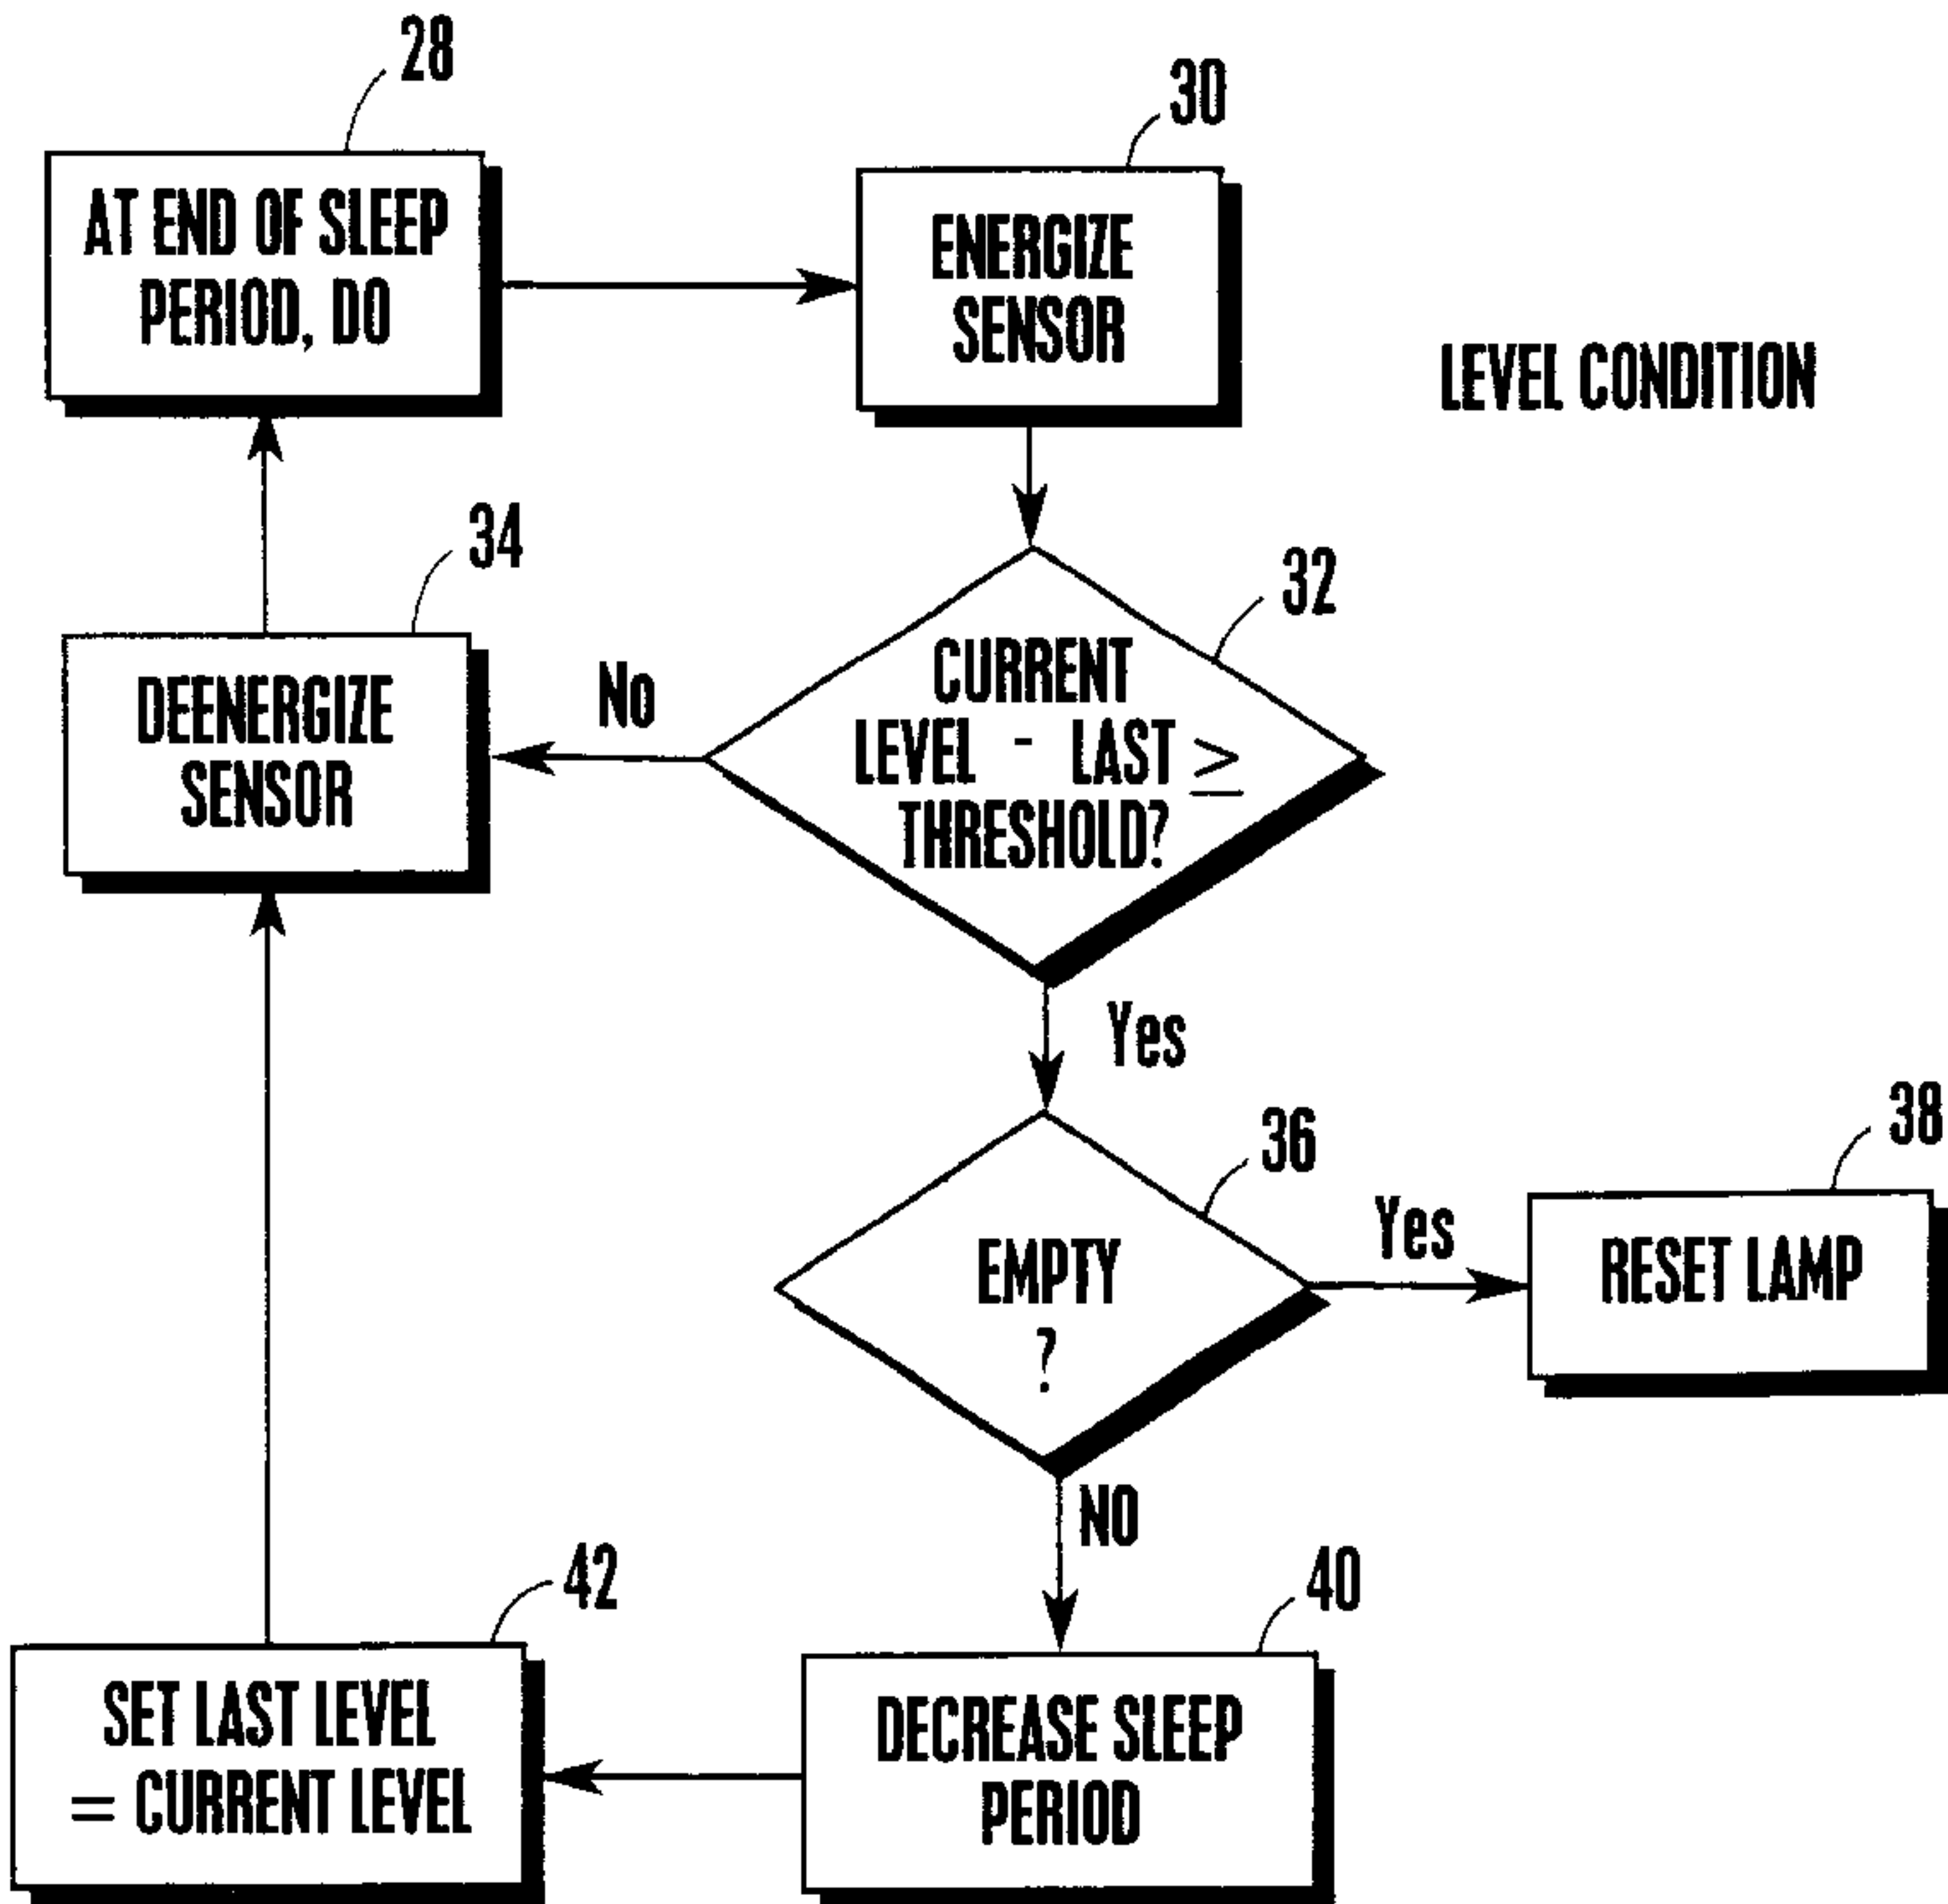 28
AT END OF SLEEP
PERIOD, DO
30
ENERGIZE
SENSOR
LEVEL CONDITION
34
DEENERGIZE
SENSOR
No
32
CURRENT
LEVEL - LAST ≥
THRESHOLD?
Yes
36
EMPTY
?
Yes
38
RESET LAMP
NO
42
SET LAST LEVEL
= CURRENT LEVEL
40
DECREASE SLEEP
PERIOD